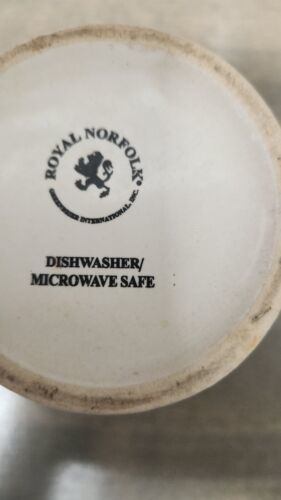 ROYAL NORFOLK®
GREENBRIER INTERNATIONAL, INC.
DISHWASHER/
MICROWAVE SAFE